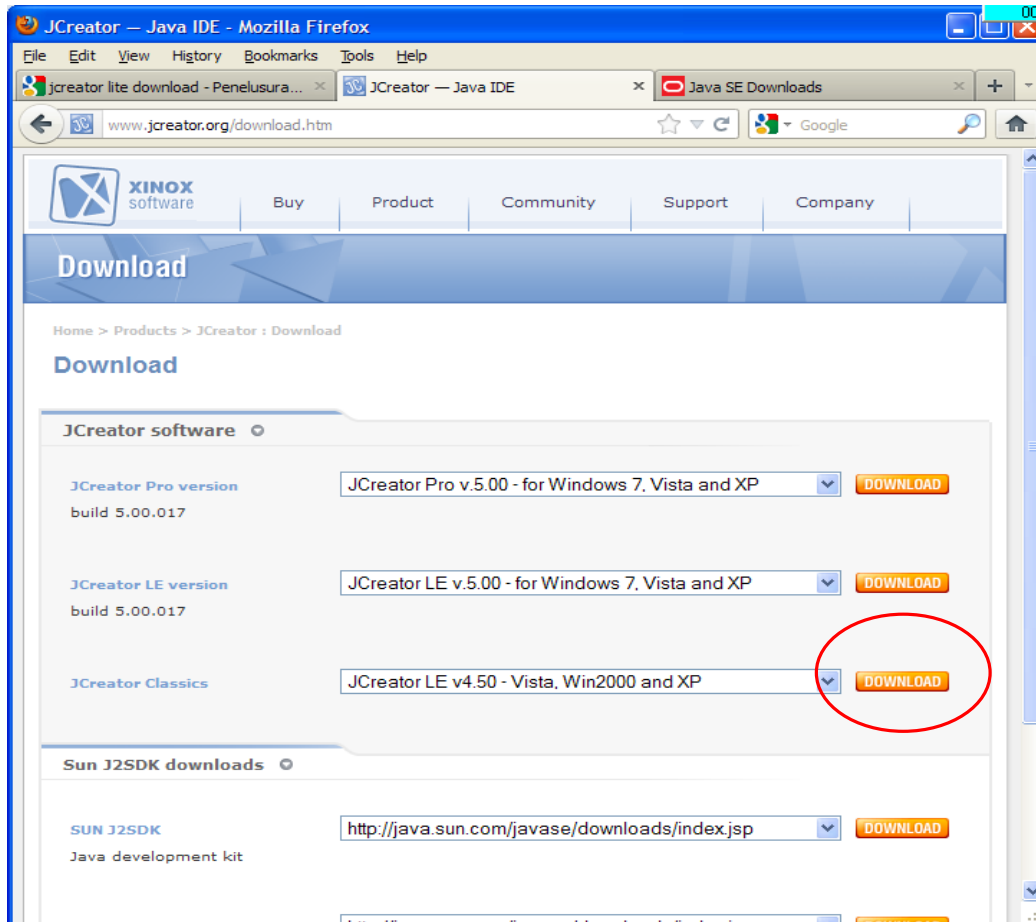 JCreator — Java IDE - Mozilla Firefox
00
File Edit View History Bookmarks Tools Help
jcreator lite download - Penelusura... × JC JCreator — Java IDE × Java SE Downloads × +
JC www.jcreator.org/download.htm Google
XINOX
software
Buy Product Community Support Company
Download
Home > Products > JCreator : Download
Download
JCreator software
JCreator Pro version JCreator Pro v.5.00 - for Windows 7, Vista and XP DOWNLOAD
build 5.00.017
JCreator LE version JCreator LE v.5.00 - for Windows 7, Vista and XP DOWNLOAD
build 5.00.017
JCreator Classics JCreator LE v4.50 - Vista, Win2000 and XP DOWNLOAD
Sun J2SDK downloads
SUN J2SDK http://java.sun.com/javase/downloads/index.jsp DOWNLOAD
Java development kit